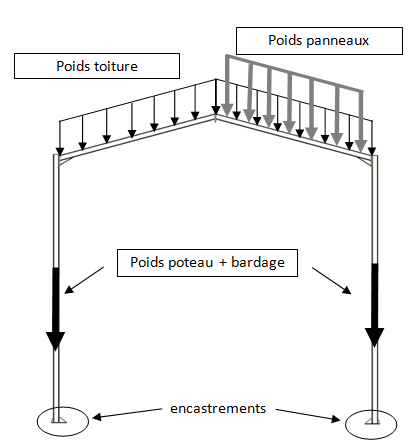 Poids panneaux
Poids toiture
Poids poteau + bardage
encastrements